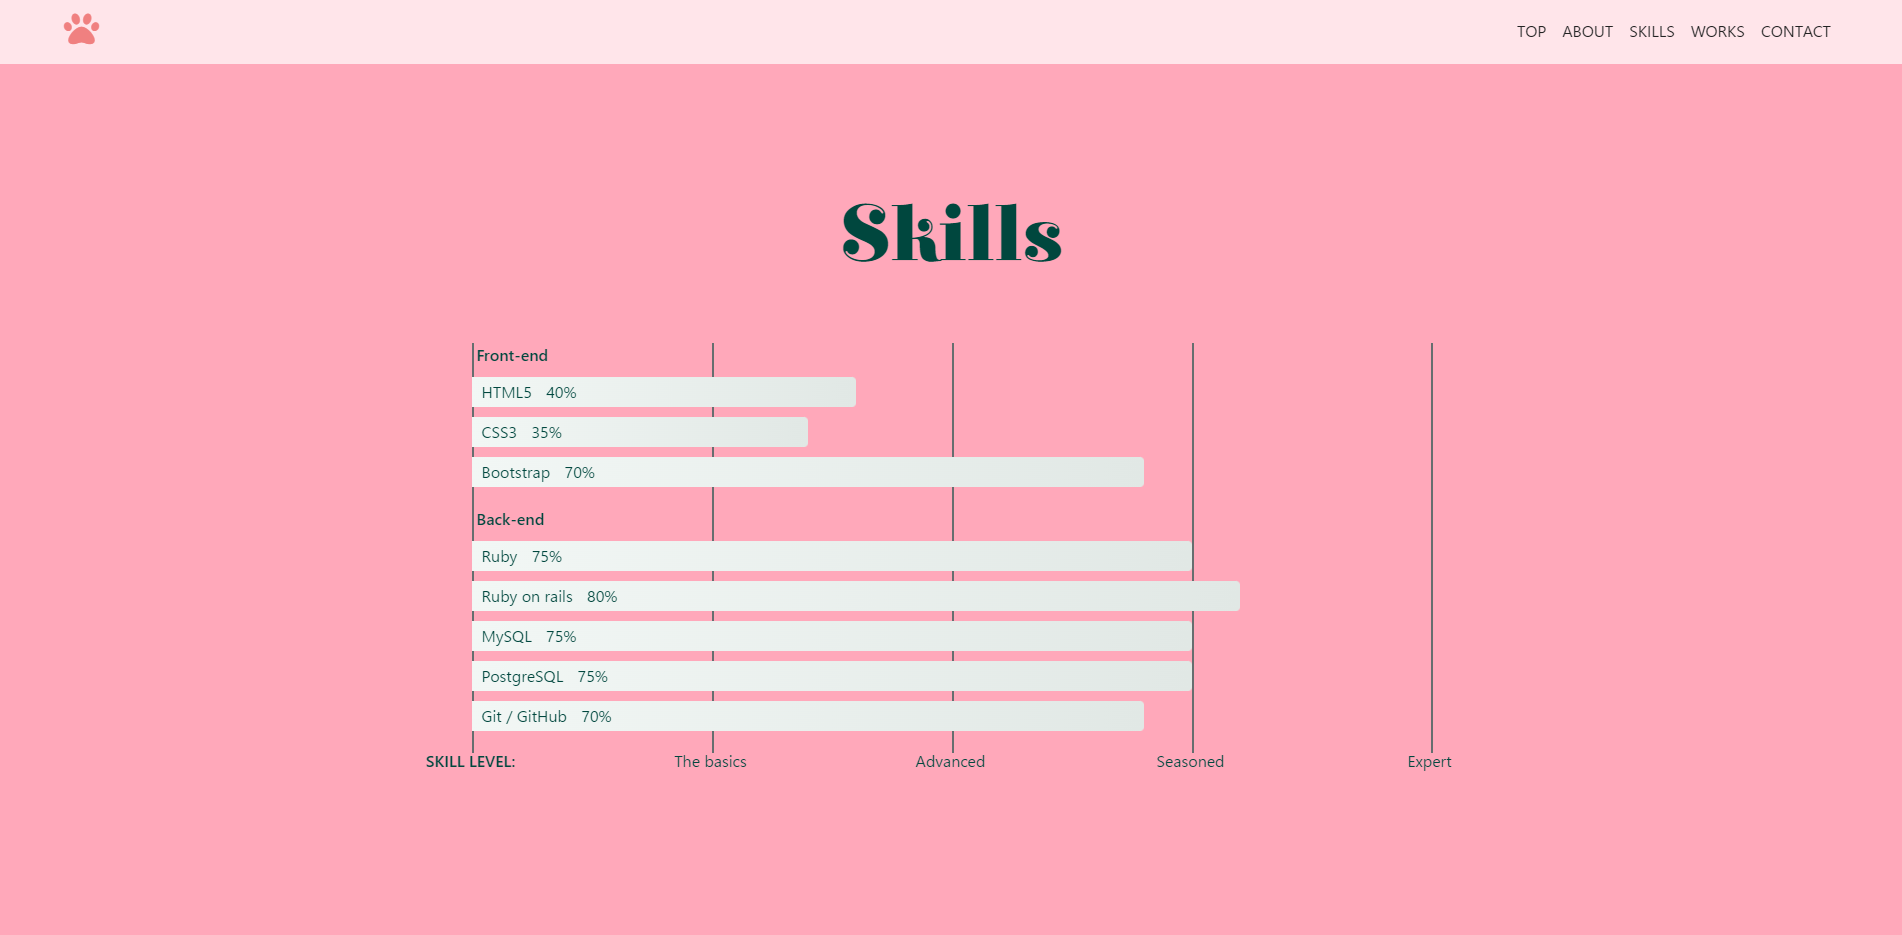 TOP ABOUT SKILLS WORKS CONTACT
Skills
Front-end
HTML5 40%
CSS3 35%
Bootstrap 70%
Back-end
Ruby 75%
Ruby on rails 80%
MySQL 75%
PostgreSQL 75%
Git / GitHub 70%
SKILL LEVEL: The basics Advanced Seasoned Expert